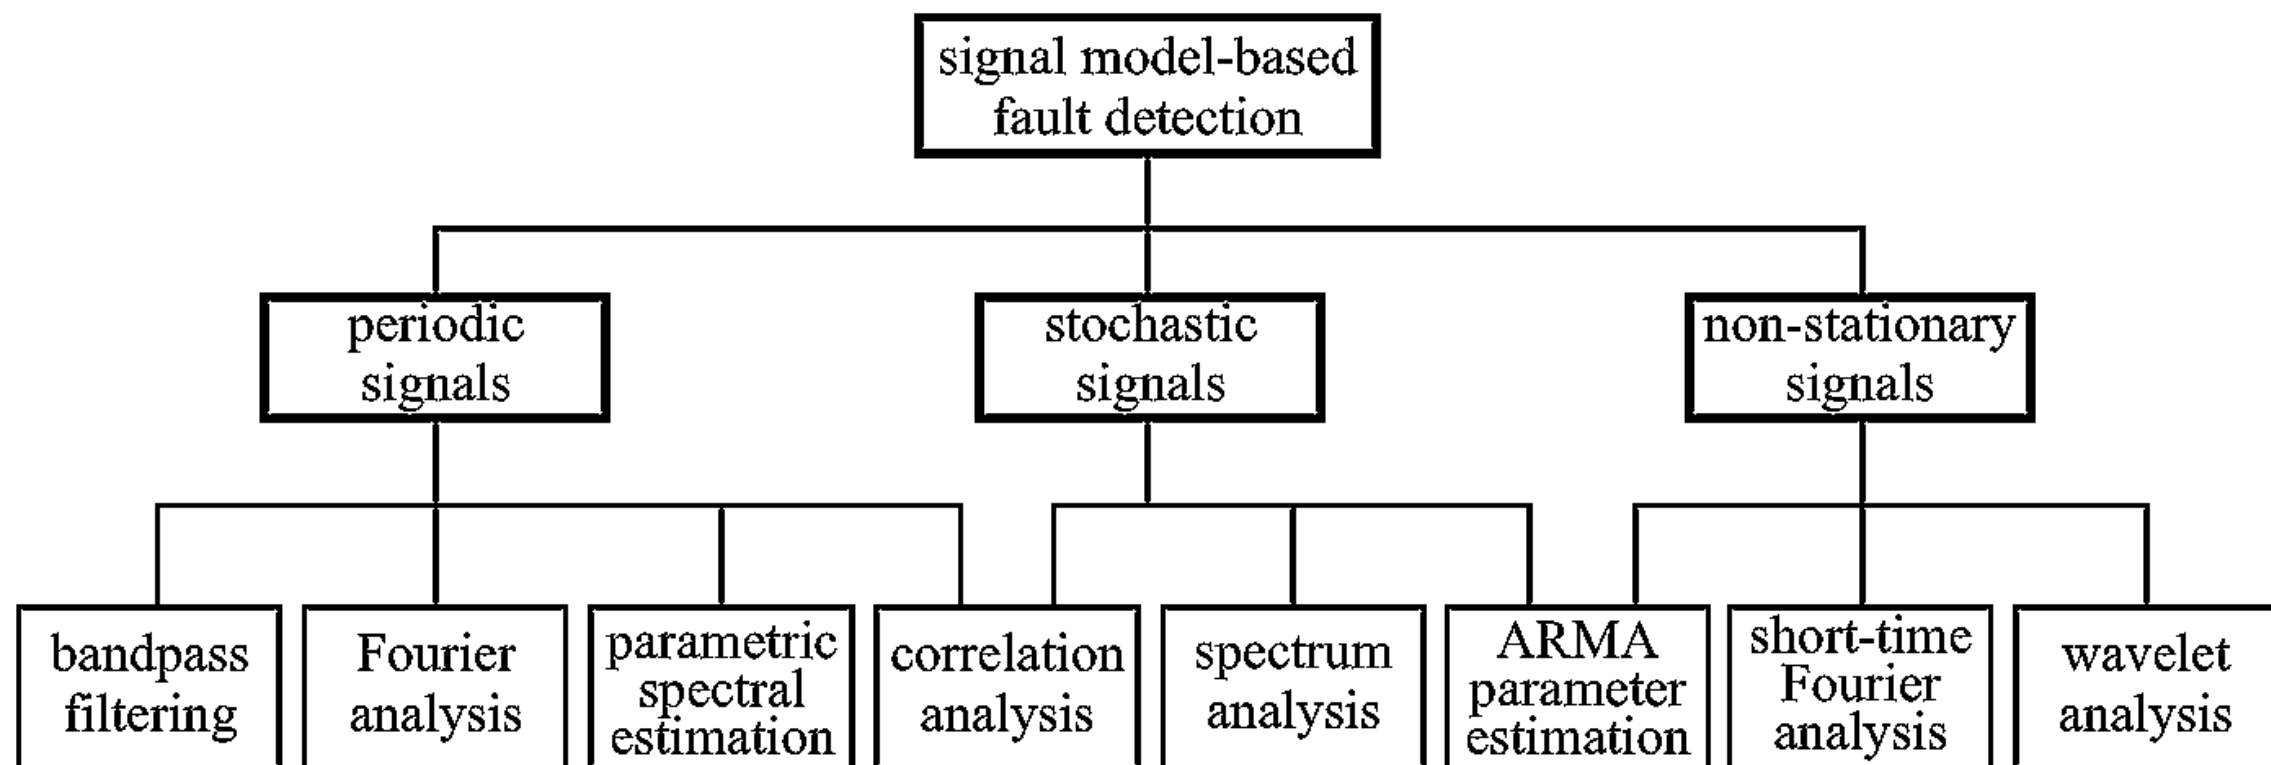 signal model-based
fault detection
periodic
signals
stochastic
signals
non-stationary
signals
bandpass
filtering
Fourier
analysis
parametric
spectral
estimation
correlation
analysis
spectrum
analysis
ARMA
parameter
estimation
short-time
Fourier
analysis
wavelet
analysis